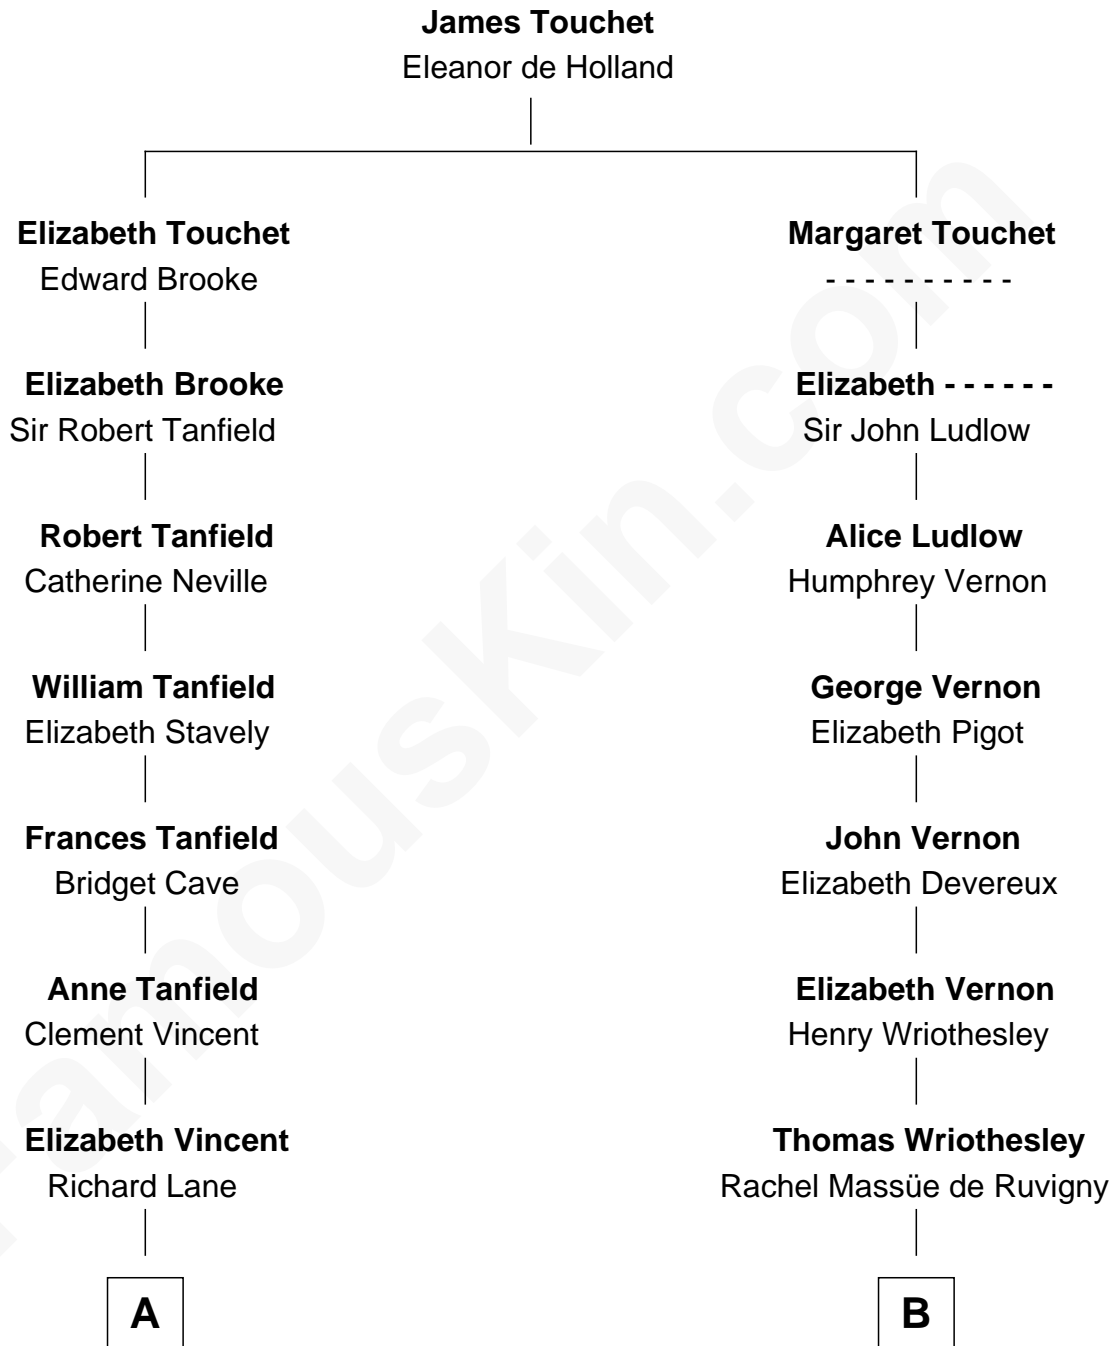 James Touchet
Eleanor de Holland
Elizabeth Touchet
Edward Brooke
Elizabeth Brooke
Sir Robert Tanfield
Robert Tanfield
Catherine Neville
William Tanfield
Elizabeth Stavely
Frances Tanfield
Bridget Cave
Anne Tanfield
Clement Vincent
Elizabeth Vincent
Richard Lane
A
Margaret Touchet
- - - - - - - - - -
Elizabeth - - - - - -
Sir John Ludlow
Alice Ludlow
Humphrey Vernon
George Vernon
Elizabeth Pigot
John Vernon
Elizabeth Devereux
Elizabeth Vernon
Henry Wriothesley
Thomas Wriothesley
Rachel Massüe de Ruvigny
B
FamousKin.com